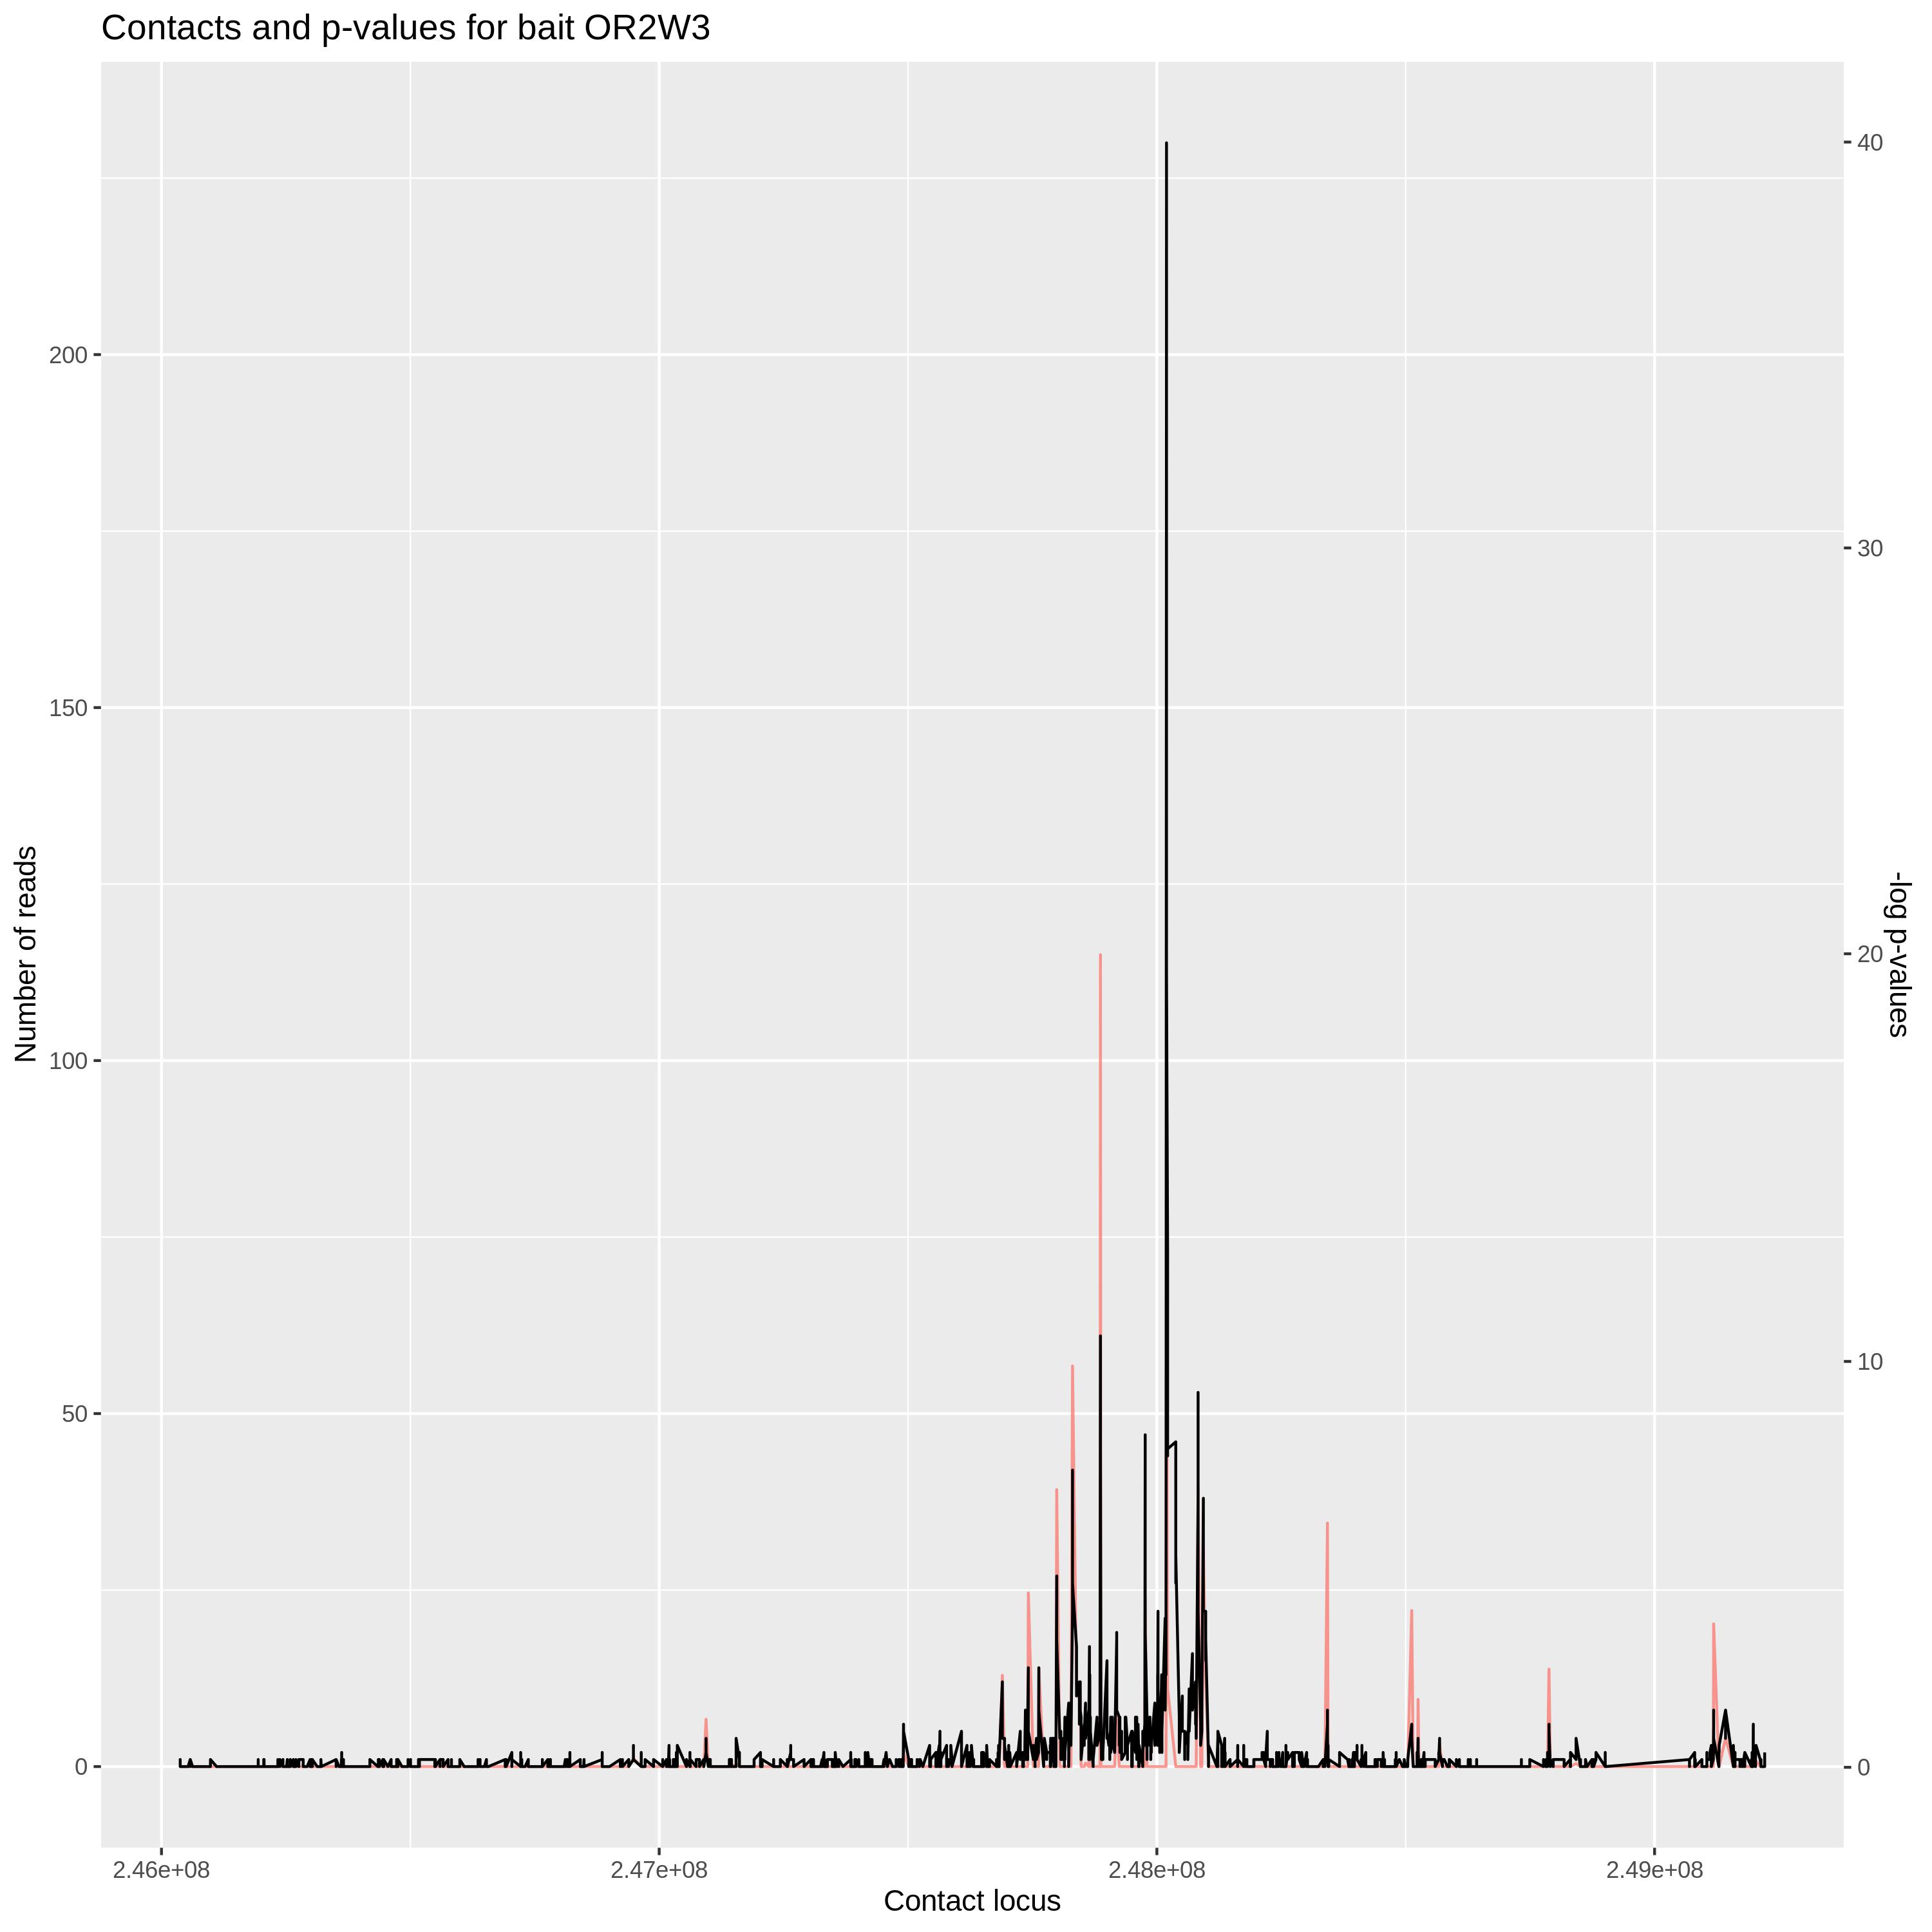 Contacts and p-values for bait OR2W3
Number of reads
200
150
100
50
0
40
30
20
10
0
-log p-values
2.46e+08 2.47e+08 2.48e+08 2.49e+08
Contact locus